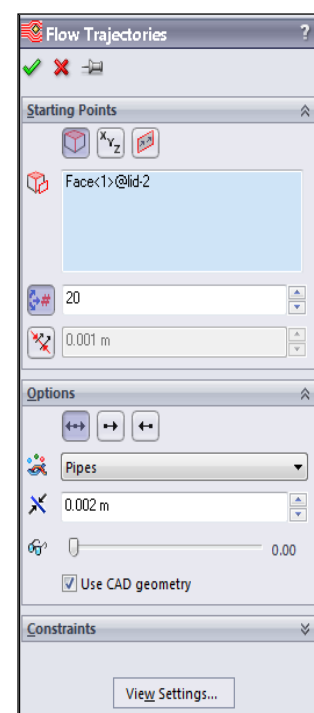 Flow Trajectories ?
Starting Points
X Y Z
Face<1>@lid-2
# 20
0.001 m
Options
Pipes
0.002 m
0.00
Use CAD geometry
Constraints
View Settings...